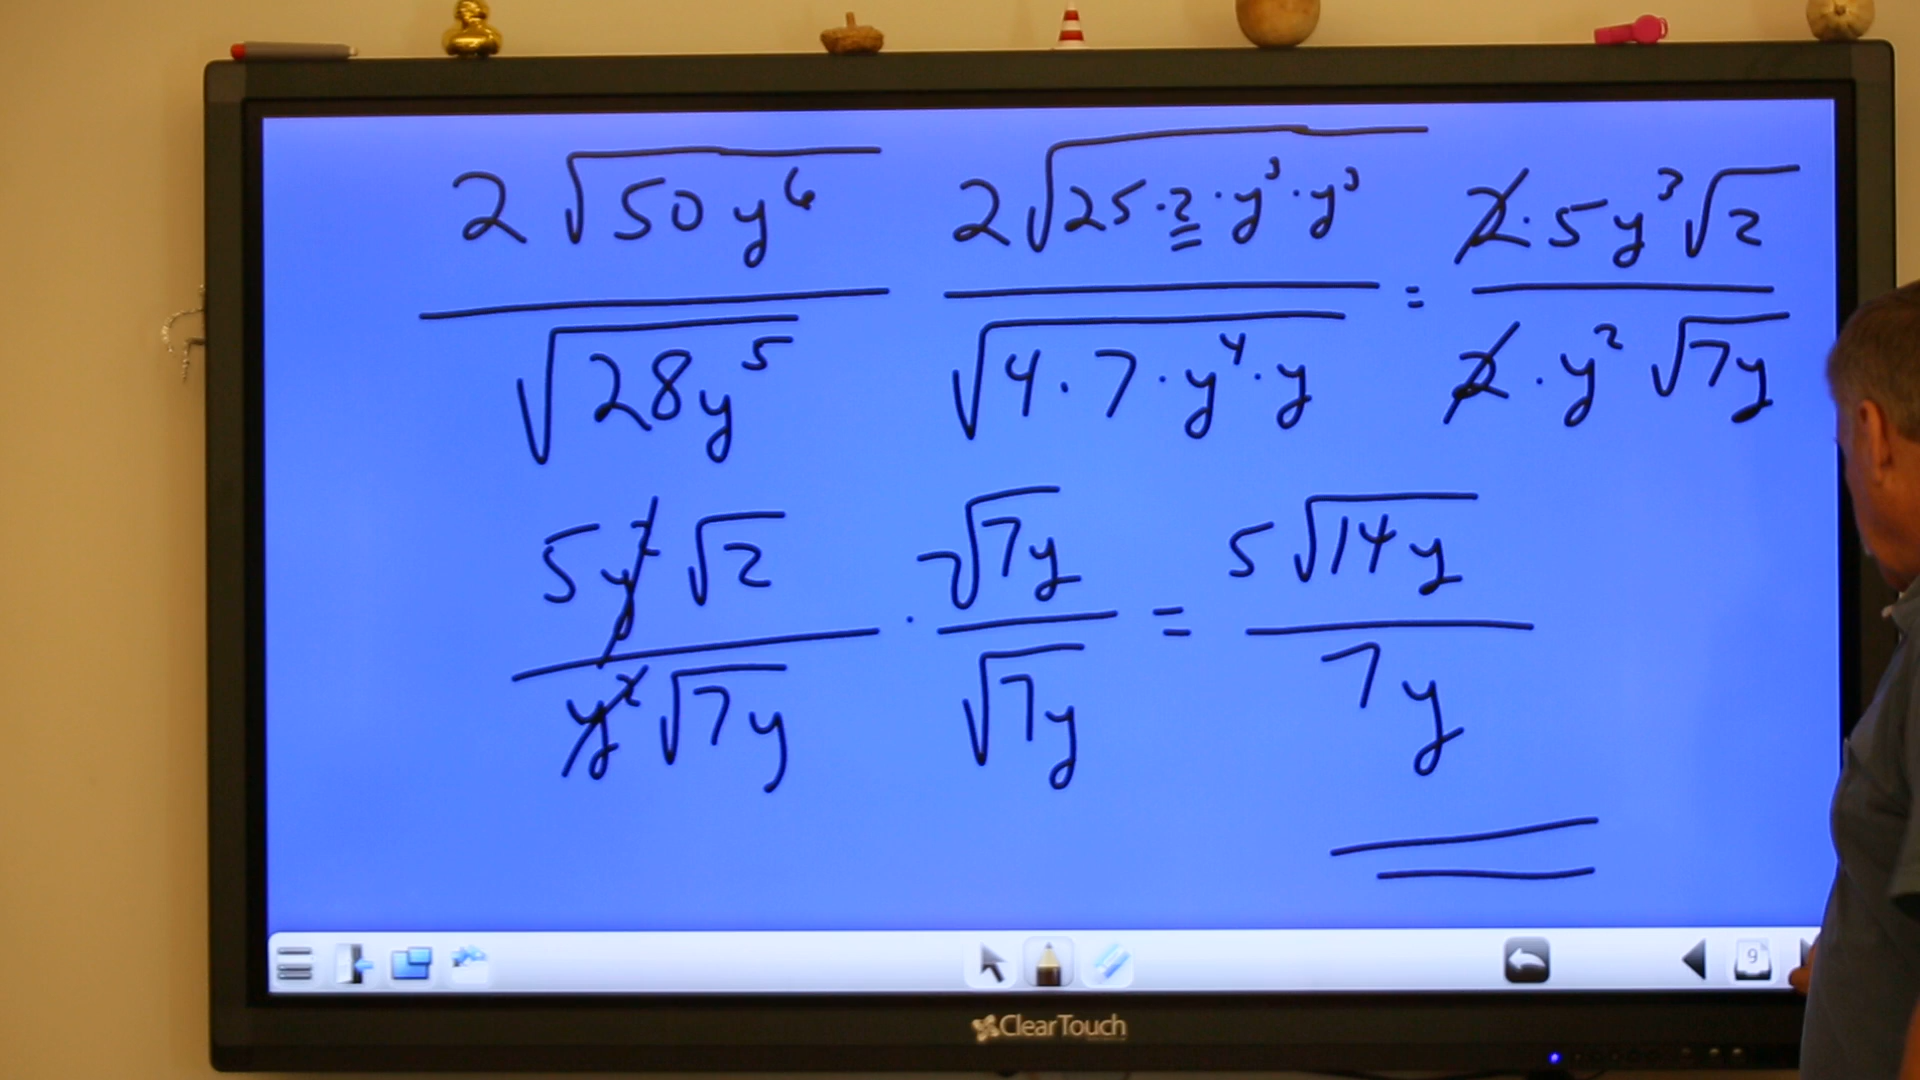 2√50y⁶ / √28y⁵   2√25·2·y³·y³ / √4·7·y⁴·y = 2·5y³√2 / 2·y²√7y
5y³√2 / y²√7y · √7y / √7y = 5√14y / 7y
9
ClearTouch